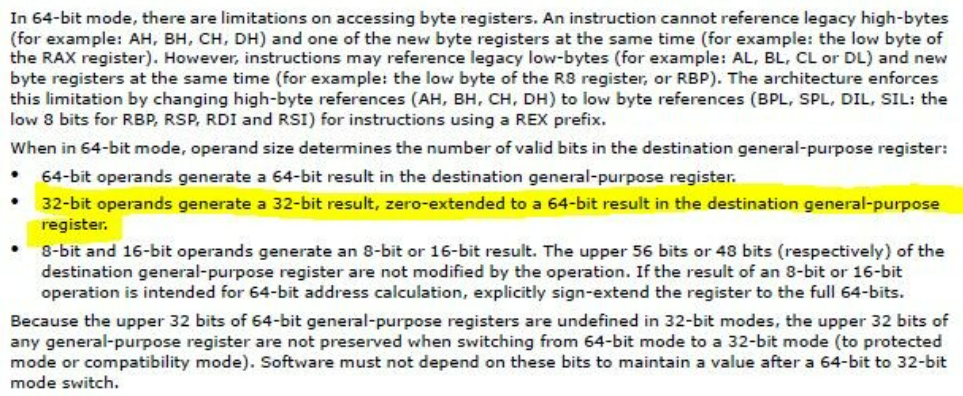 In 64-bit mode, there are limitations on accessing byte registers. An instruction cannot reference legacy high-bytes
(for example: AH, BH, CH, DH) and one of the new byte registers at the same time (for example: the low byte of
the RAX register). However, instructions may reference legacy low-bytes (for example: AL, BL, CL or DL) and new
byte registers at the same time (for example: the low byte of the R8 register, or RBP). The architecture enforces
this limitation by changing high-byte references (AH, BH, CH, DH) to low byte references (BPL, SPL, DIL, SIL: the
low 8 bits for RBP, RSP, RDI and RSI) for instructions using a REX prefix.
When in 64-bit mode, operand size determines the number of valid bits in the destination general-purpose register:
• 64-bit operands generate a 64-bit result in the destination general-purpose register.
• 32-bit operands generate a 32-bit result, zero-extended to a 64-bit result in the destination general-purpose
register.
• 8-bit and 16-bit operands generate an 8-bit or 16-bit result. The upper 56 bits or 48 bits (respectively) of the
destination general-purpose register are not modified by the operation. If the result of an 8-bit or 16-bit
operation is intended for 64-bit address calculation, explicitly sign-extend the register to the full 64-bits.
Because the upper 32 bits of 64-bit general-purpose registers are undefined in 32-bit modes, the upper 32 bits of
any general-purpose register are not preserved when switching from 64-bit mode to a 32-bit mode (to protected
mode or compatibility mode). Software must not depend on these bits to maintain a value after a 64-bit to 32-bit
mode switch.